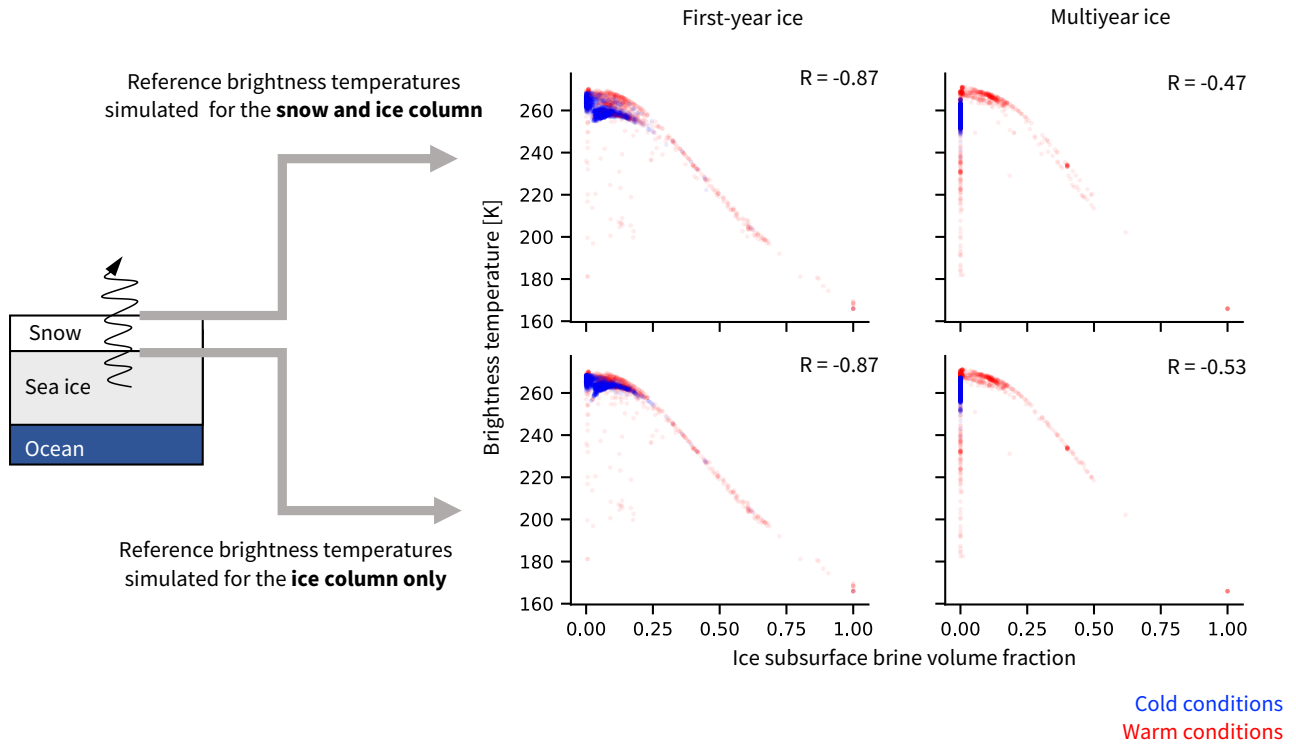 First-year ice
Multiyear ice
Reference brightness temperatures
simulated for the snow and ice column
R = -0.87
R = -0.47
260
240
220
200
180
160
Brightness temperature [K]
Snow
Sea ice
Ocean
R = -0.87
R = -0.53
260
240
220
200
180
160
Reference brightness temperatures
simulated for the ice column only
0.00 0.25 0.50 0.75 1.00
0.00 0.25 0.50 0.75 1.00
Ice subsurface brine volume fraction
Cold conditions
Warm conditions